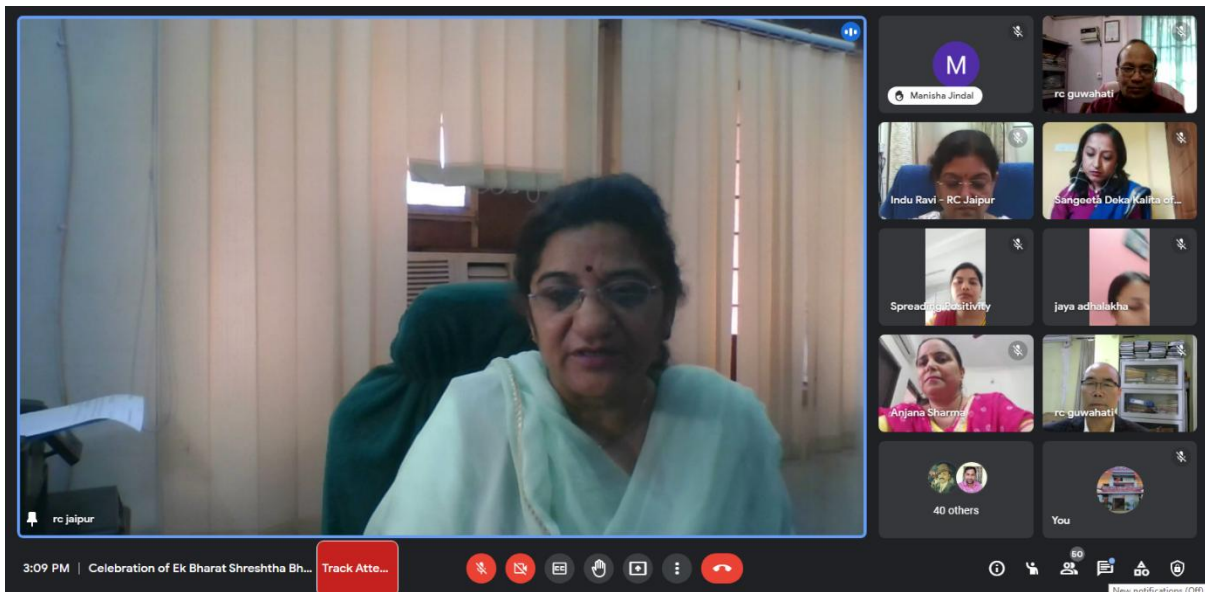 rc jaipur
M
Manisha Jindal
rc guwahati
Indu Ravi - RC Jaipur
Sangeeta Deka Kalita of...
Spreading Positivity
jaya adhalakha
Anjana Sharma
rc guwahati
40 others
You
3:09 PM | Celebration of Ek Bharat Shreshtha Bh...
Track Atte...
50
New notifications (Off)